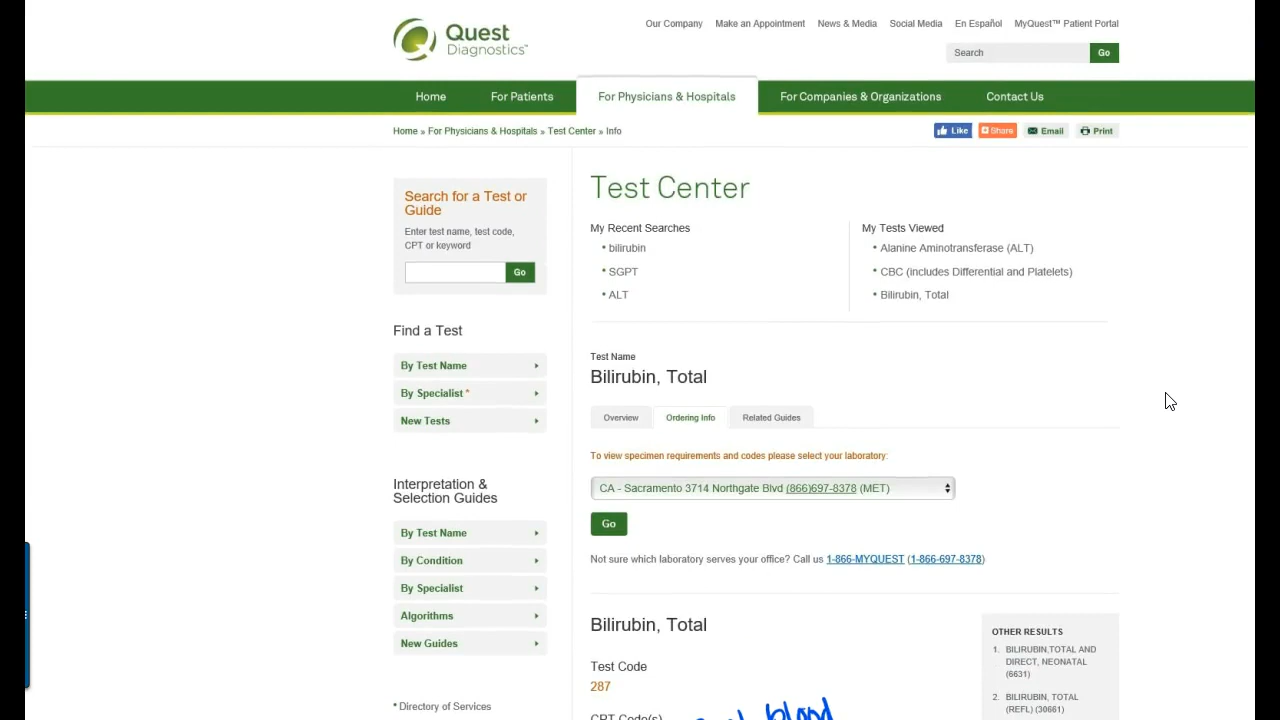 Our Company Make an Appointment News & Media Social Media En Español MyQuest™ Patient Portal
Quest
Diagnostics™
Search Go
Home For Patients For Physicians & Hospitals For Companies & Organizations Contact Us
Home » For Physicians & Hospitals » Test Center » Info
Like Share Email Print
Search for a Test or
Guide
Enter test name, test code,
CPT or keyword
Go
Find a Test
By Test Name
By Specialist *
New Tests
Interpretation &
Selection Guides
By Test Name
By Condition
By Specialist
Algorithms
New Guides
* Directory of Services
Test Center
My Recent Searches
• bilirubin
• SGPT
• ALT
My Tests Viewed
• Alanine Aminotransferase (ALT)
• CBC (includes Differential and Platelets)
• Bilirubin, Total
Test Name
Bilirubin, Total
Overview Ordering Info Related Guides
To view specimen requirements and codes please select your laboratory:
CA - Sacramento 3714 Northgate Blvd (866)697-8378 (MET)
Go
Not sure which laboratory serves your office? Call us 1-866-MYQUEST (1-866-697-8378)
Bilirubin, Total
Test Code
287
CPT Code(s)
blood
OTHER RESULTS
1. BILIRUBIN,TOTAL AND
DIRECT, NEONATAL
(6631)
2. BILIRUBIN, TOTAL
(REFL) (30661)